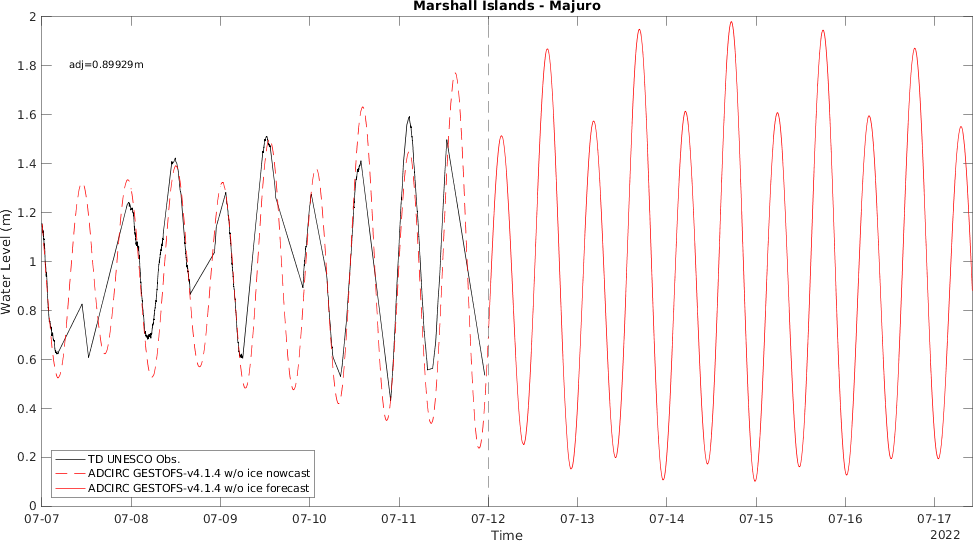 Marshall Islands - Majuro
2
1.8
1.6
1.4
1.2
1
0.8
0.6
0.4
0.2
0
Water Level (m)
adj=0.89929m
TD UNESCO Obs.
ADCIRC GESTOFS-v4.1.4 w/o ice nowcast
ADCIRC GESTOFS-v4.1.4 w/o ice forecast
07-07 07-08 07-09 07-10 07-11 07-12 07-13 07-14 07-15 07-16 07-17
Time
2022